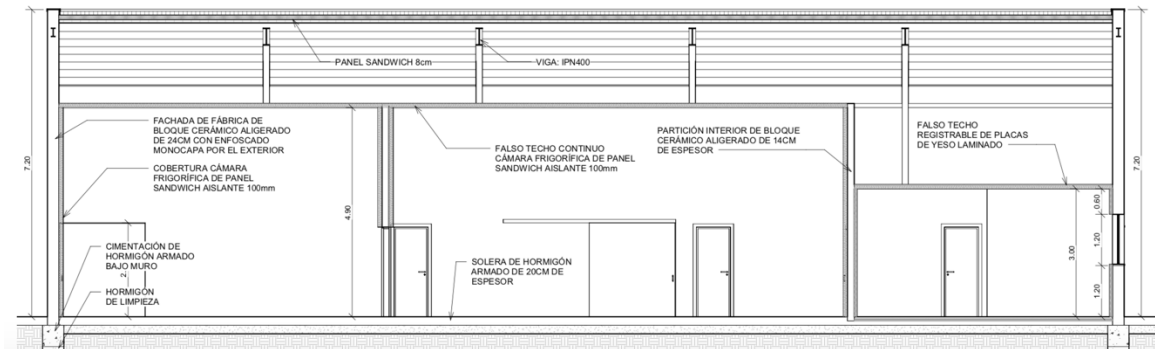 PANEL SANDWICH 8cm
VIGA: IPN400
FACHADA DE FÁBRICA DE
BLOQUE CERÁMICO ALIGERADO
DE 24CM CON ENFOSCADO
MONOCAPA POR EL EXTERIOR
COBERTURA CÁMARA
FRIGORÍFICA DE PANEL
SANDWICH AISLANTE 100mm
FALSO TECHO CONTINUO
CÁMARA FRIGORÍFICA DE PANEL
SANDWICH AISLANTE 100mm
PARTICIÓN INTERIOR DE BLOQUE
CERÁMICO ALIGERADO DE 14CM
DE ESPESOR
FALSO TECHO
REGISTRABLE DE PLACAS
DE YESO LAMINADO
7.20
4.90
7.20
0.60
1.20
3.00
1.20
CIMENTACIÓN DE
HORMIGÓN ARMADO
BAJO MURO
2.
HORMIGÓN
DE LIMPIEZA
SOLERA DE HORMIGÓN
ARMADO DE 20CM DE
ESPESOR